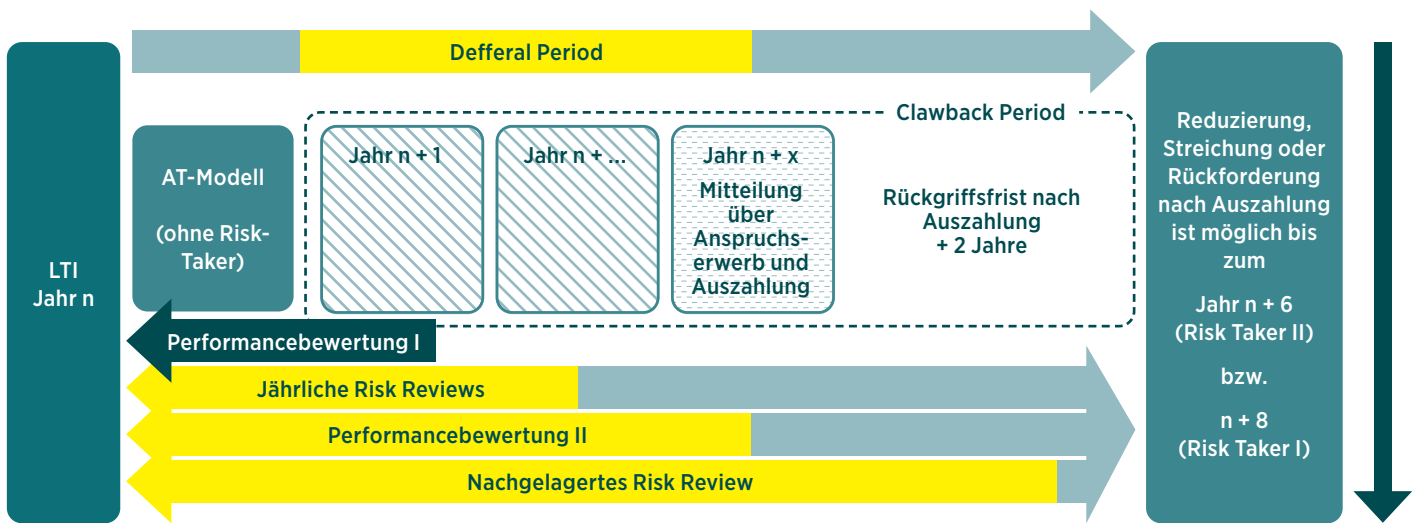 Defferal Period
LTI
Jahr n
AT-Modell
(ohne Risk-
Taker)
Clawback Period
Jahr n + 1
Jahr n + ...
Jahr n + x
Mitteilung
über
Anspruchs-
erwerb und
Auszahlung
Rückgriffsfrist nach
Auszahlung
+ 2 Jahre
Performancebewertung I
Jährliche Risk Reviews
Performancebewertung II
Nachgelagertes Risk Review
Reduzierung,
Streichung oder
Rückforderung
nach Auszahlung
ist möglich bis
zum
Jahr n + 6
(Risk Taker II)
bzw.
n + 8
(Risk Taker I)